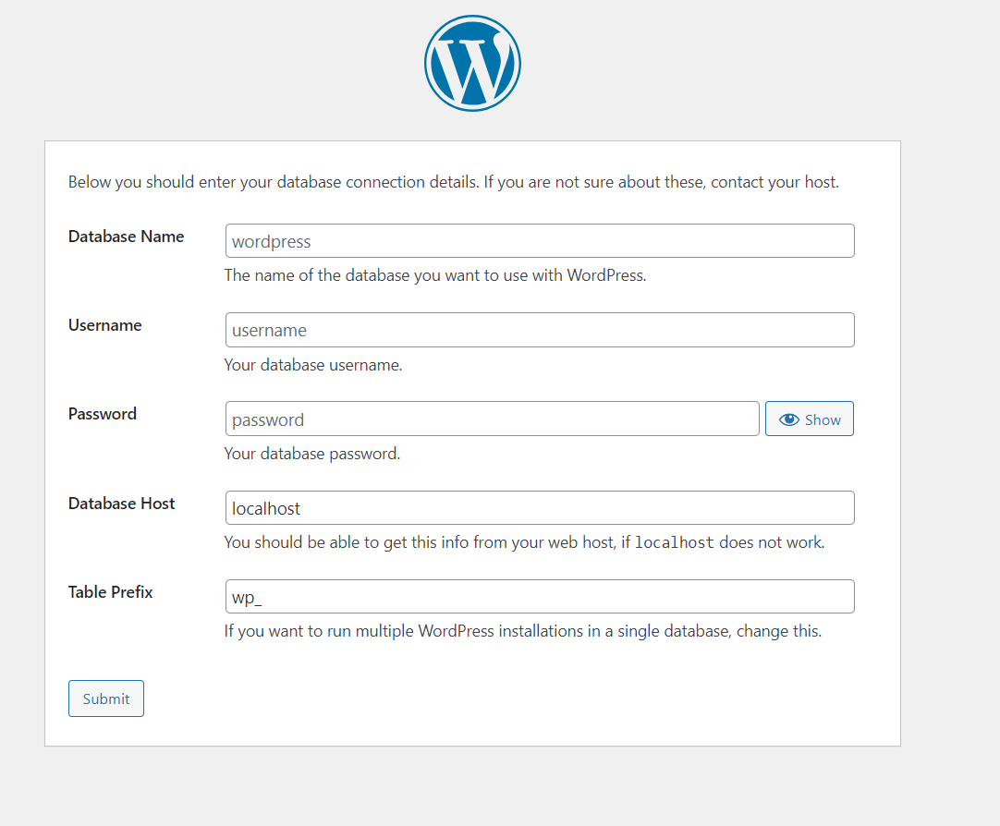 Below you should enter your database connection details. If you are not sure about these, contact your host.
Database Name
wordpress
The name of the database you want to use with WordPress.
Username
username
Your database username.
Password
password
Show
Your database password.
Database Host
localhost
You should be able to get this info from your web host, if localhost does not work.
Table Prefix
wp_
If you want to run multiple WordPress installations in a single database, change this.
Submit